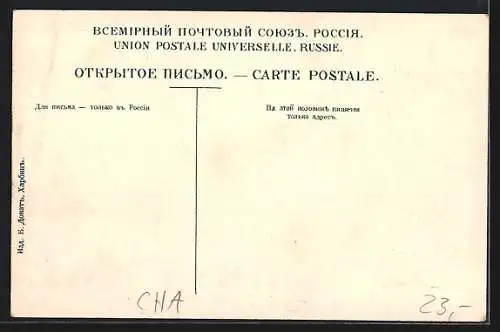 ВСЕМІРНЫЙ ПОЧТОВЫЙ СОЮЗЪ. РОССІЯ.
UNION POSTALE UNIVERSELLE. RUSSIE.
ОТКРЫТОЕ ПИСЬМО. — CARTE POSTALE.
Для письма — только въ Россіи
На этой половинѣ пишется
только адресъ.
Изд. Б. Донатъ, Харбинъ.
CHA
23,-